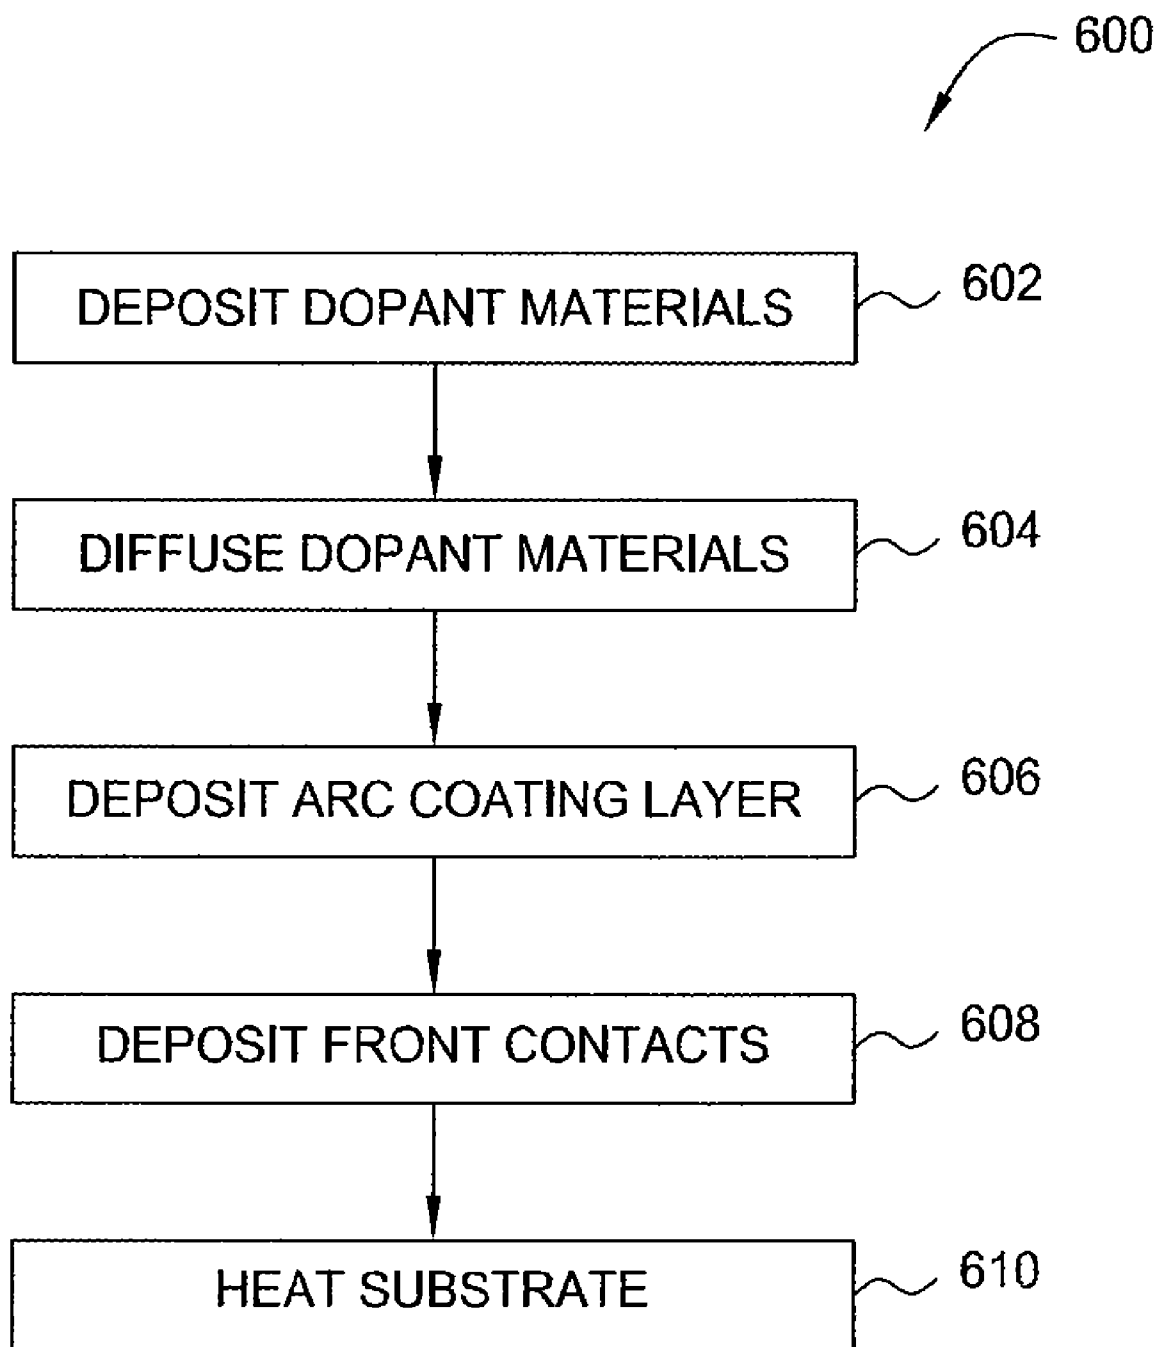 600
DEPOSIT DOPANT MATERIALS
602
DIFFUSE DOPANT MATERIALS
604
DEPOSIT ARC COATING LAYER
606
DEPOSIT FRONT CONTACTS
608
HEAT SUBSTRATE
610